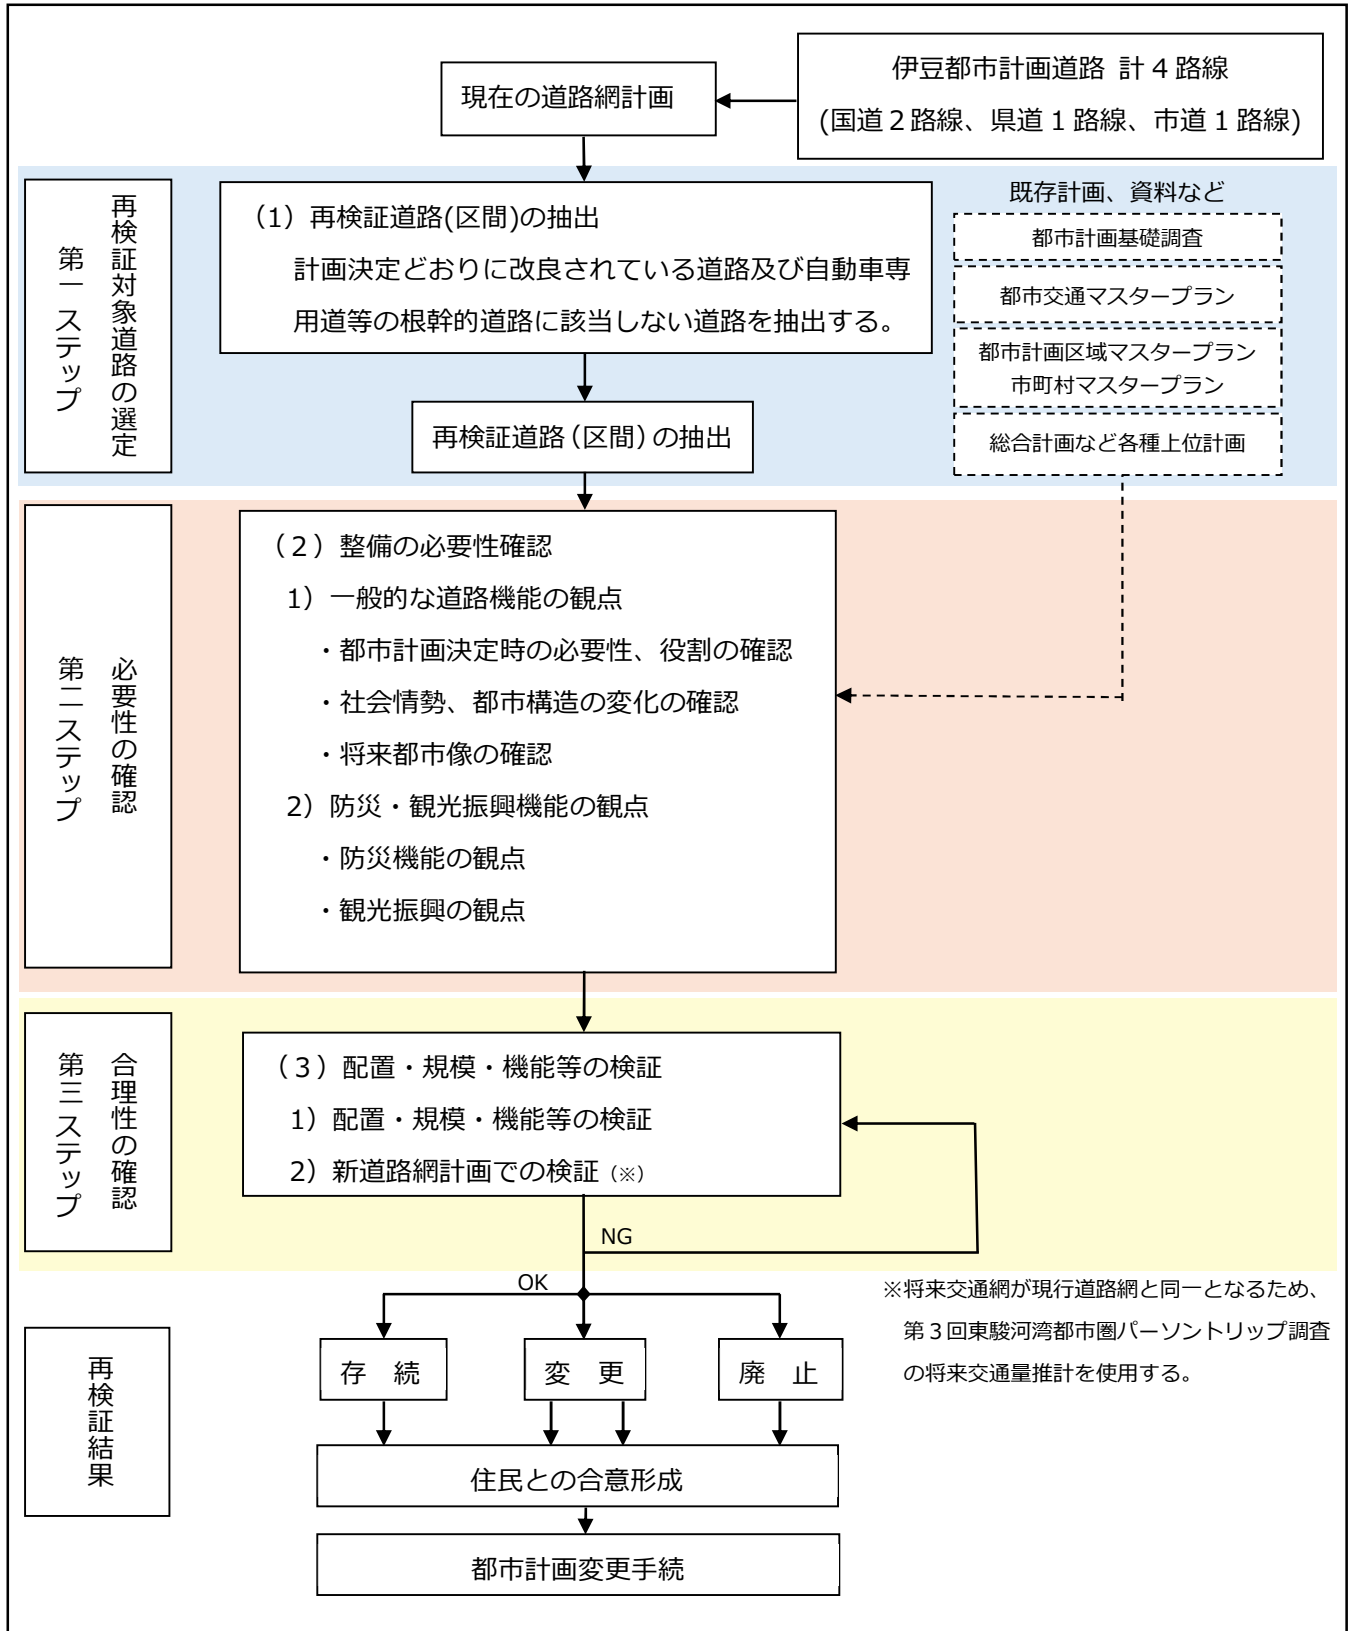 現在の道路網計画
伊豆都市計画道路 計4路線
(国道2路線、県道1路線、市道1路線)
再検証対象道路の選定
第一ステップ
(1)再検証道路(区間)の抽出
計画決定どおりに改良されている道路及び自動車専
用道等の根幹的道路に該当しない道路を抽出する。
既存計画、資料など
都市計画基礎調査
都市交通マスタープラン
都市計画区域マスタープラン
市町村マスタープラン
総合計画など各種上位計画
再検証道路(区間)の抽出
必要性の確認
第二ステップ
(2)整備の必要性確認
1)一般的な道路機能の観点
・都市計画決定時の必要性、役割の確認
・社会情勢、都市構造の変化の確認
・将来都市像の確認
2)防災・観光振興機能の観点
・防災機能の観点
・観光振興の観点
合理性の確認
第三ステップ
(3)配置・規模・機能等の検証
1)配置・規模・機能等の検証
2)新道路網計画での検証(※)
NG
OK
※将来交通網が現行道路網と同一となるため、
第3回東駿河湾都市圏パーソントリップ調査
の将来交通量推計を使用する。
再検証結果
存 続
変 更
廃 止
住民との合意形成
都市計画変更手続